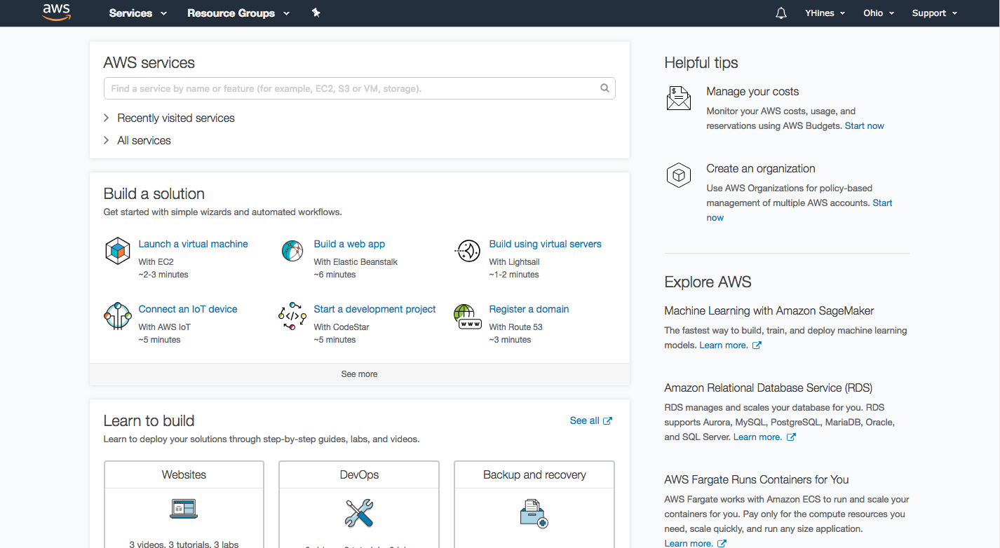 aws Services Resource Groups YHines Ohio Support
AWS services
Find a service by name or feature (for example, EC2, S3 or VM, storage).
Recently visited services
All services
Build a solution
Get started with simple wizards and automated workflows.
Launch a virtual machine
With EC2
~2-3 minutes
Build a web app
With Elastic Beanstalk
~6 minutes
Build using virtual servers
With Lightsail
~1-2 minutes
Connect an IoT device
With AWS IoT
~5 minutes
Start a development project
With CodeStar
~5 minutes
www
Register a domain
With Route 53
~3 minutes
See more
Learn to build
See all
Learn to deploy your solutions through step-by-step guides, labs, and videos.
Websites
3 videos, 3 tutorials, 3 labs
DevOps
Backup and recovery
Helpful tips
$
Manage your costs
Monitor your AWS costs, usage, and
reservations using AWS Budgets. Start now
Create an organization
Use AWS Organizations for policy-based
management of multiple AWS accounts. Start
now
Explore AWS
Machine Learning with Amazon SageMaker
The fastest way to build, train, and deploy machine learning
models. Learn more.
Amazon Relational Database Service (RDS)
RDS manages and scales your database for you. RDS
supports Aurora, MySQL, PostgreSQL, MariaDB, Oracle,
and SQL Server. Learn more.
AWS Fargate Runs Containers for You
AWS Fargate works with Amazon ECS to run and scale your
containers for you. Pay only for the compute resources you
need, scale quickly, and run any size application.
Learn more.